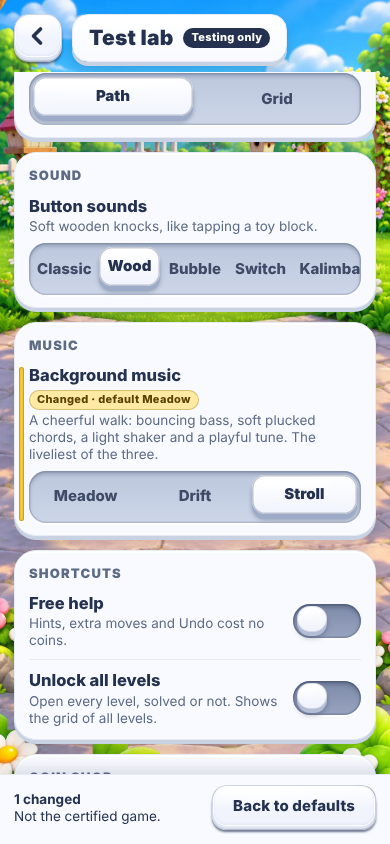 Test lab
Testing only
Path
Grid
SOUND
Button sounds
Soft wooden knocks, like tapping a toy block.
Classic
Wood
Bubble
Switch
Kalimba
MUSIC
Background music
Changed · default Meadow
A cheerful walk: bouncing bass, soft plucked
chords, a light shaker and a playful tune. The
liveliest of the three.
Meadow
Drift
Stroll
SHORTCUTS
Free help
Hints, extra moves and Undo cost no
coins.
Unlock all levels
Open every level, solved or not. Shows
the grid of all levels.
COIN SHOP
1 changed
Not the certified game.
Back to defaults